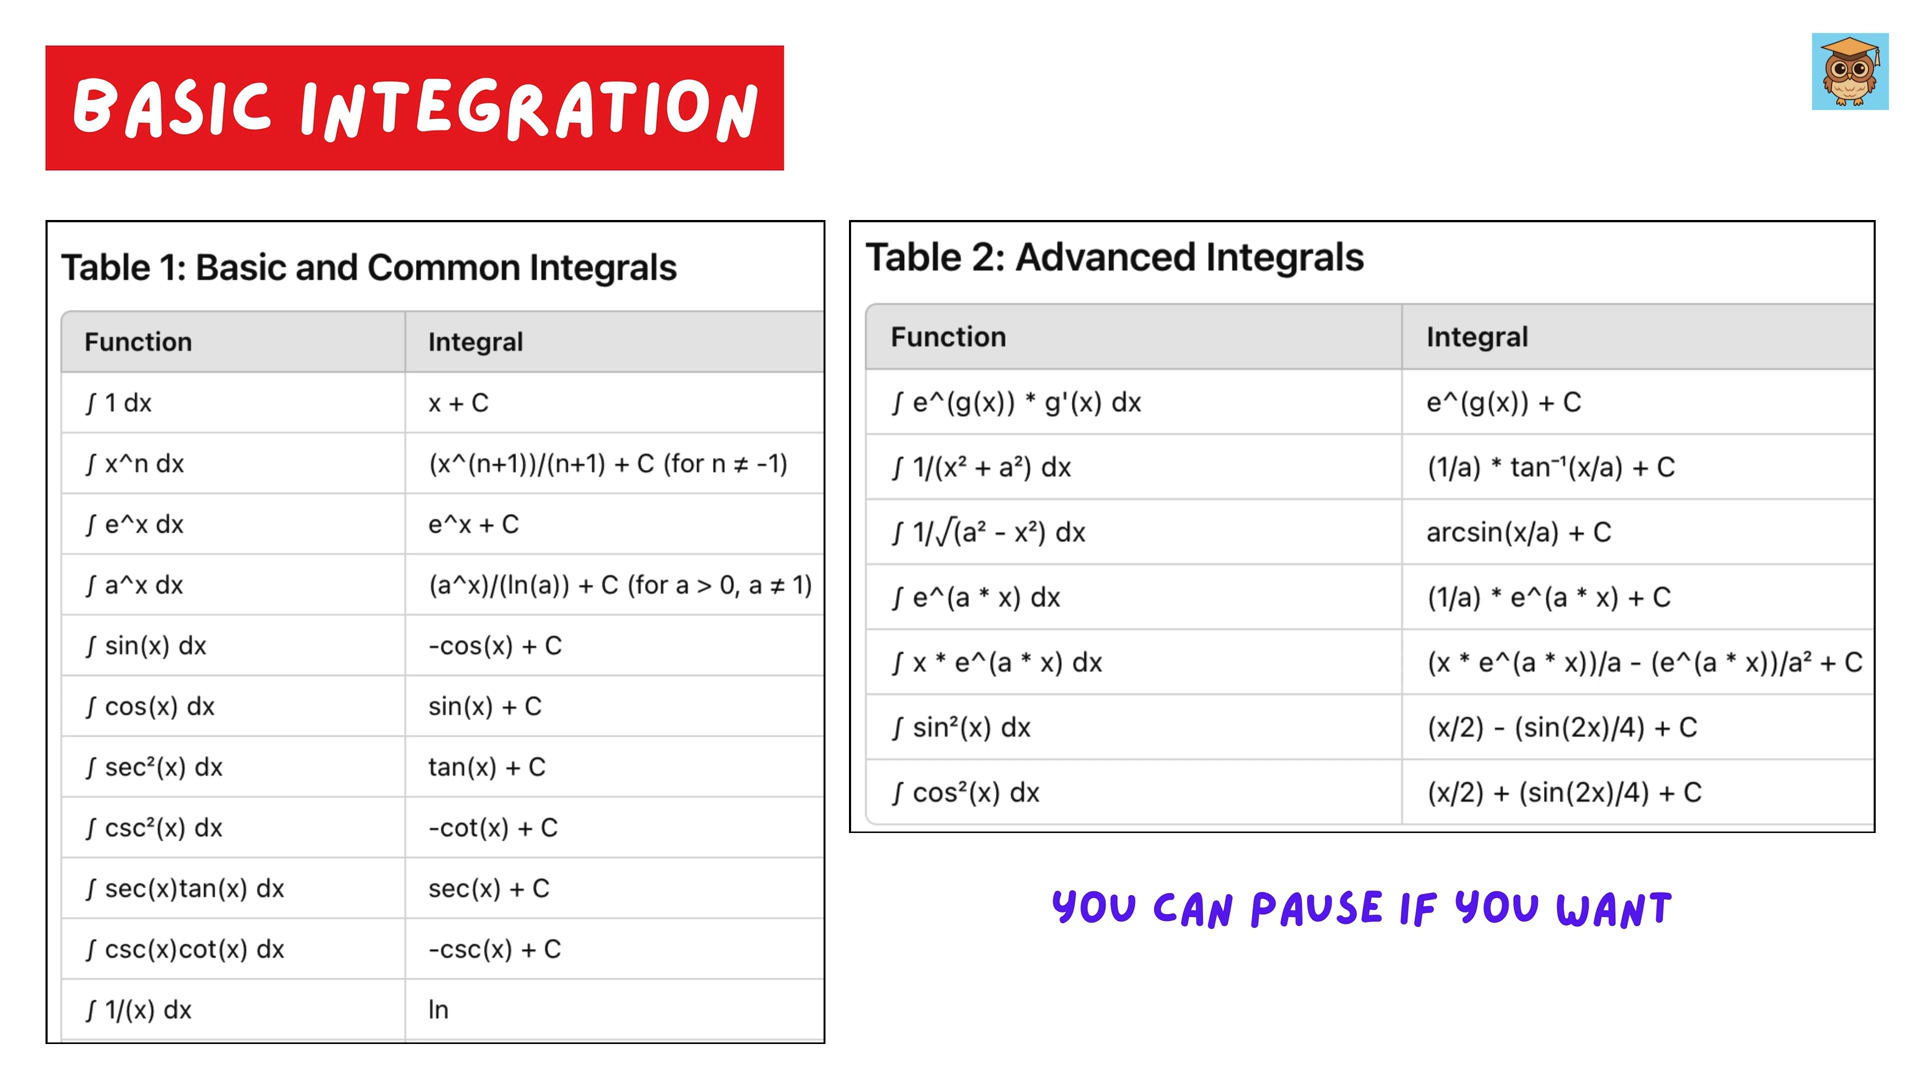 BASIC INTEGRATION
Table 1: Basic and Common Integrals
Function Integral
∫ 1 dx x + C
∫ x^n dx (x^(n+1))/(n+1) + C (for n ≠ -1)
∫ e^x dx e^x + C
∫ a^x dx (a^x)/(ln(a)) + C (for a > 0, a ≠ 1)
∫ sin(x) dx -cos(x) + C
∫ cos(x) dx sin(x) + C
∫ sec²(x) dx tan(x) + C
∫ csc²(x) dx -cot(x) + C
∫ sec(x)tan(x) dx sec(x) + C
∫ csc(x)cot(x) dx -csc(x) + C
∫ 1/(x) dx ln
Table 2: Advanced Integrals
Function Integral
∫ e^(g(x)) * g'(x) dx e^(g(x)) + C
∫ 1/(x² + a²) dx (1/a) * tan⁻¹(x/a) + C
∫ 1/√(a² - x²) dx arcsin(x/a) + C
∫ e^(a * x) dx (1/a) * e^(a * x) + C
∫ x * e^(a * x) dx (x * e^(a * x))/a - (e^(a * x))/a² + C
∫ sin²(x) dx (x/2) - (sin(2x)/4) + C
∫ cos²(x) dx (x/2) + (sin(2x)/4) + C
YOU CAN PAUSE IF YOU WANT